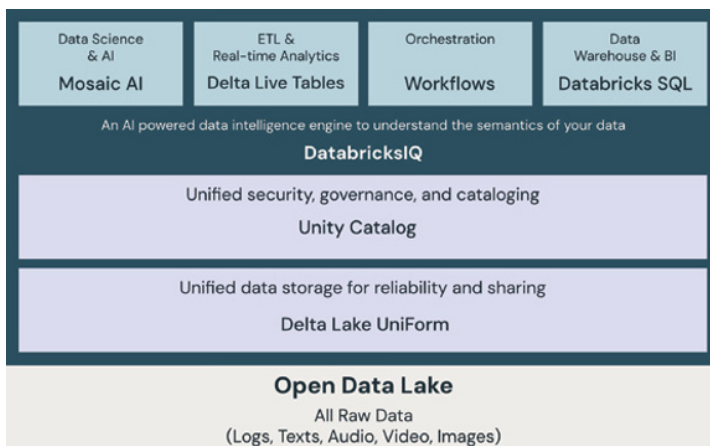 Data Science
& AI
Mosaic AI
ETL &
Real-time Analytics
Delta Live Tables
Orchestration
Workflows
Data
Warehouse & BI
Databricks SQL
An AI powered data intelligence engine to understand the semantics of your data
DatabricksIQ
Unified security, governance, and cataloging
Unity Catalog
Unified data storage for reliability and sharing
Delta Lake UniForm
Open Data Lake
All Raw Data
(Logs, Texts, Audio, Video, Images)